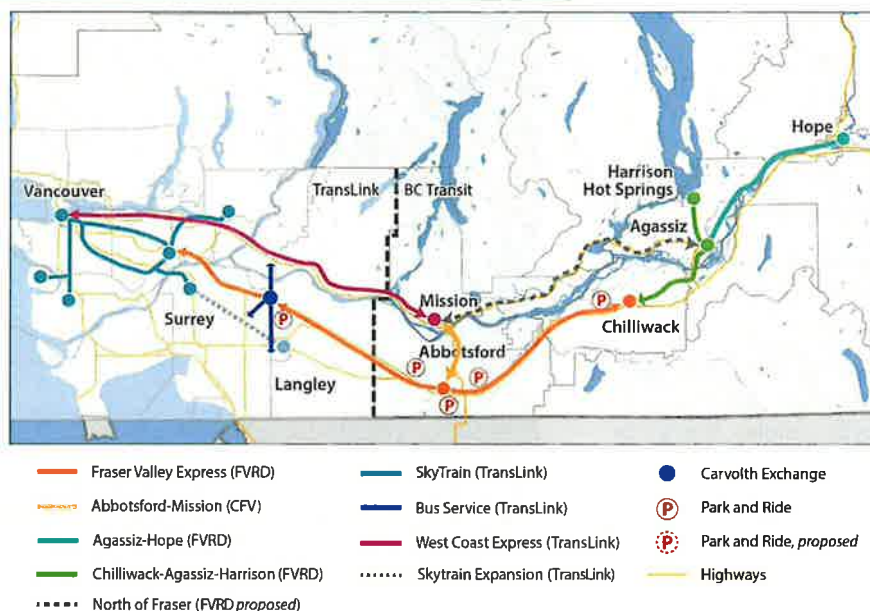 Hope
Harrison
Hot Springs
Vancouver
TransLink
BC Transit
Agassiz
Mission
P
Surrey
P
Chilliwack
Abbotsford
P
P
Langley
P
Fraser Valley Express (FVRD)
SkyTrain (TransLink)
Carvolth Exchange
Abbotsford-Mission (CFV)
Bus Service (TransLink)
P
Park and Ride
Agassiz-Hope (FVRD)
West Coast Express (TransLink)
P
Park and Ride, proposed
Chilliwack-Agassiz-Harrison (FVRD)
Skytrain Expansion (TransLink)
Highways
North of Fraser (FVRD proposed)